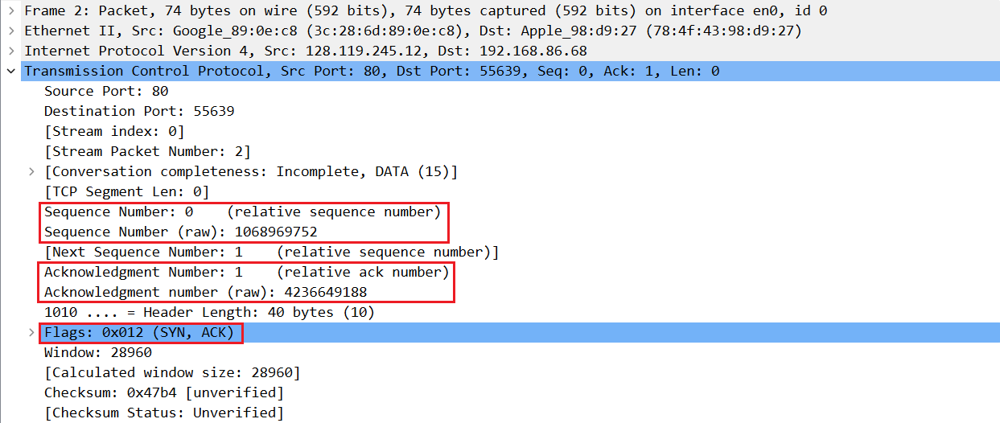 Frame 2: Packet, 74 bytes on wire (592 bits), 74 bytes captured (592 bits) on interface en0, id 0
Ethernet II, Src: Google_89:0e:c8 (3c:28:6d:89:0e:c8), Dst: Apple_98:d9:27 (78:4f:43:98:d9:27)
Internet Protocol Version 4, Src: 128.119.245.12, Dst: 192.168.86.68
Transmission Control Protocol, Src Port: 80, Dst Port: 55639, Seq: 0, Ack: 1, Len: 0
Source Port: 80
Destination Port: 55639
[Stream index: 0]
[Stream Packet Number: 2]
[Conversation completeness: Incomplete, DATA (15)]
[TCP Segment Len: 0]
Sequence Number: 0    (relative sequence number)
Sequence Number (raw): 1068969752
[Next Sequence Number: 1    (relative sequence number)]
Acknowledgment Number: 1    (relative ack number)
Acknowledgment number (raw): 4236649188
1010 .... = Header Length: 40 bytes (10)
Flags: 0x012 (SYN, ACK)
Window: 28960
[Calculated window size: 28960]
Checksum: 0x47b4 [unverified]
[Checksum Status: Unverified]